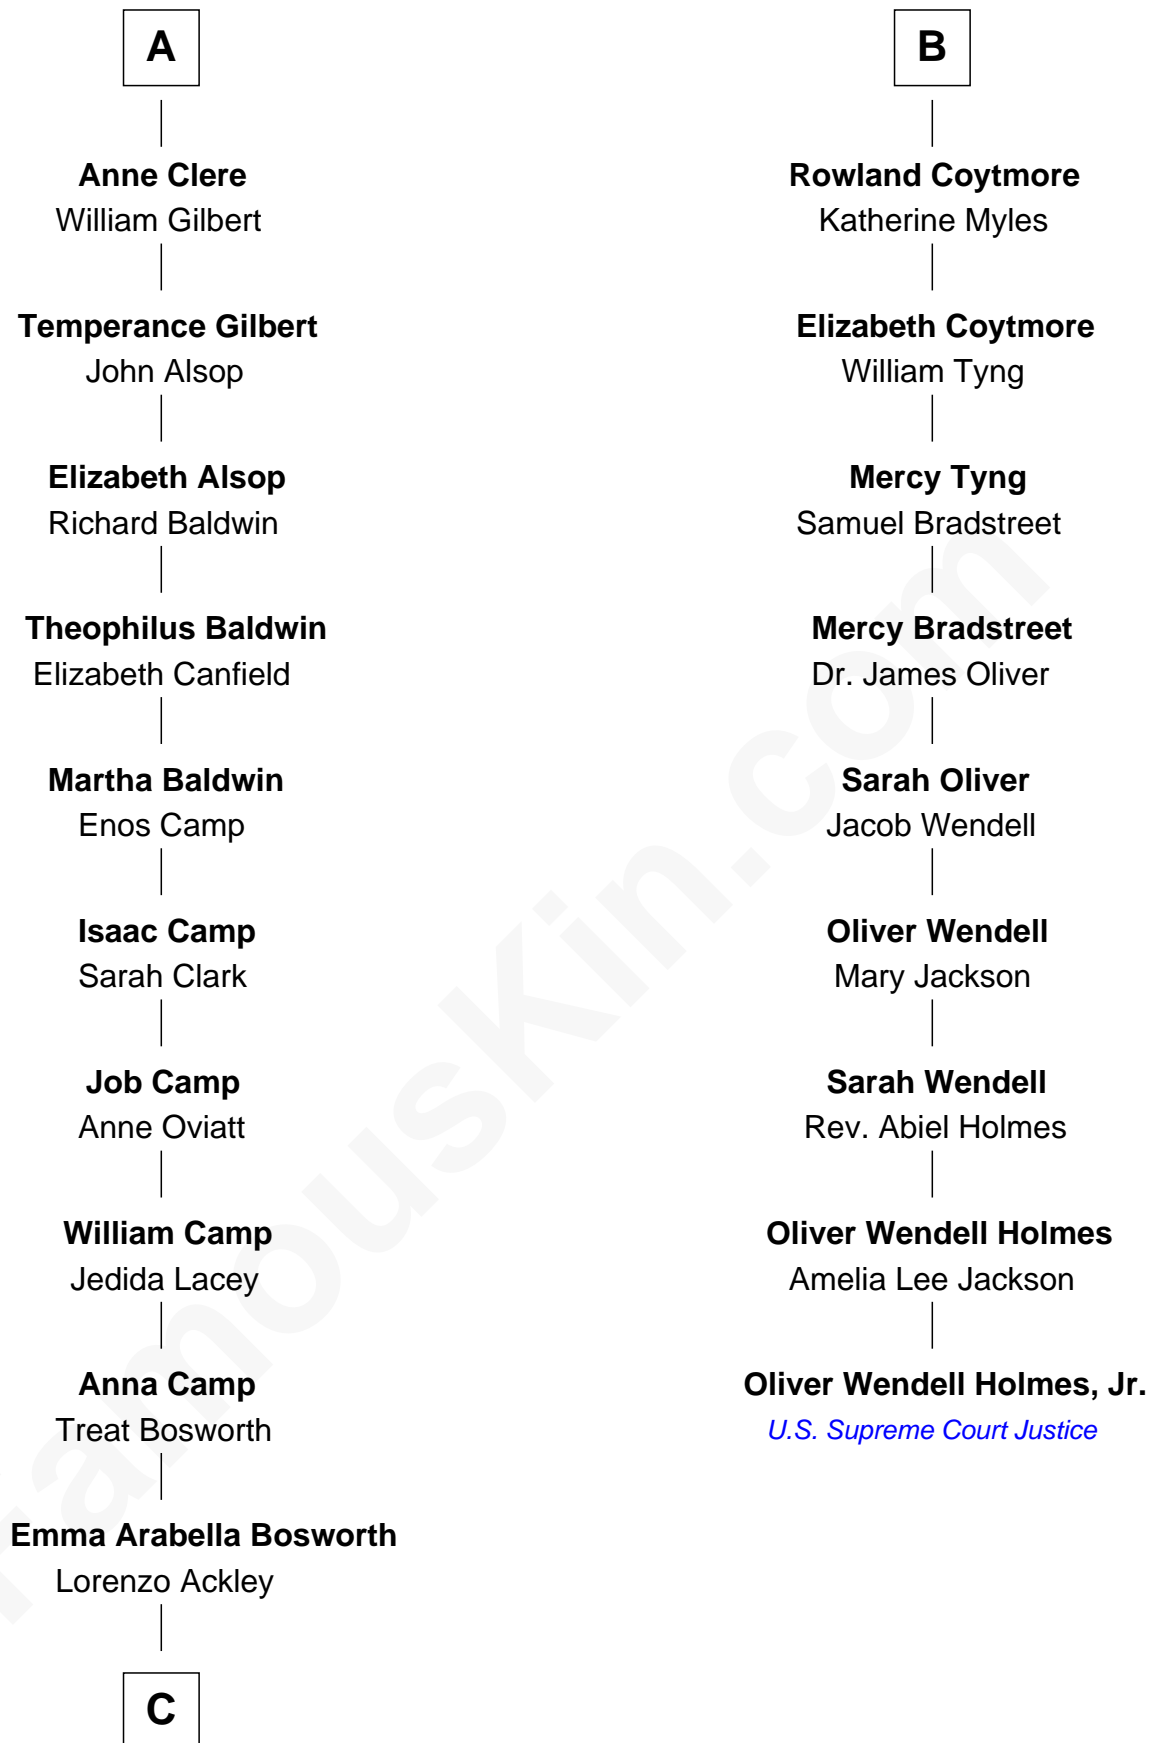 A
Anne Clere
William Gilbert
Temperance Gilbert
John Alsop
Elizabeth Alsop
Richard Baldwin
Theophilus Baldwin
Elizabeth Canfield
Martha Baldwin
Enos Camp
Isaac Camp
Sarah Clark
Job Camp
Anne Oviatt
William Camp
Jedida Lacey
Anna Camp
Treat Bosworth
Emma Arabella Bosworth
Lorenzo Ackley
C
B
Rowland Coytmore
Katherine Myles
Elizabeth Coytmore
William Tyng
Mercy Tyng
Samuel Bradstreet
Mercy Bradstreet
Dr. James Oliver
Sarah Oliver
Jacob Wendell
Oliver Wendell
Mary Jackson
Sarah Wendell
Rev. Abiel Holmes
Oliver Wendell Holmes
Amelia Lee Jackson
Oliver Wendell Holmes, Jr.
U.S. Supreme Court Justice
FamousKin.com